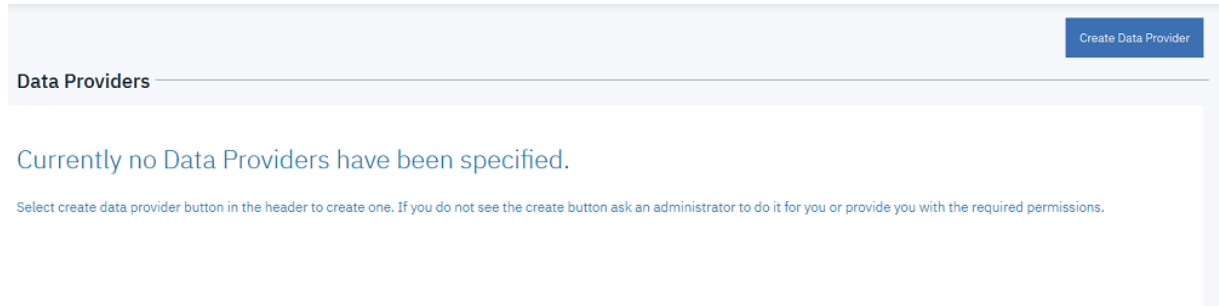 Create Data Provider
Data Providers
Currently no Data Providers have been specified.
Select create data provider button in the header to create one. If you do not see the create button ask an administrator to do it for you or provide you with the required permissions.